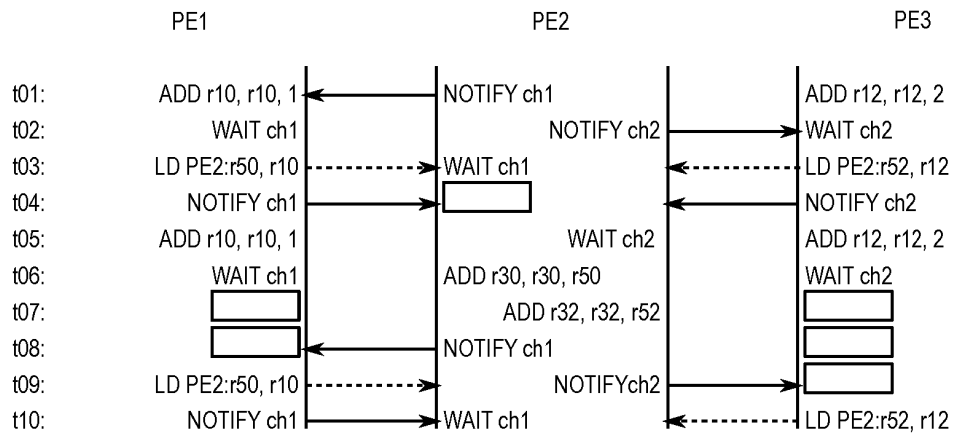 PE1 PE2 PE3
t01: ADD r10, r10, 1 NOTIFY ch1 ADD r12, r12, 2
t02: WAIT ch1 NOTIFY ch2 WAIT ch2
t03: LD PE2:r50, r10 WAIT ch1 LD PE2:r52, r12
t04: NOTIFY ch1 NOTIFY ch2
t05: ADD r10, r10, 1 WAIT ch2 ADD r12, r12, 2
t06: WAIT ch1 ADD r30, r30, r50 WAIT ch2
t07: ADD r32, r32, r52
t08: NOTIFY ch1
t09: LD PE2:r50, r10 NOTIFYch2
t10: NOTIFY ch1 WAIT ch1 LD PE2:r52, r12